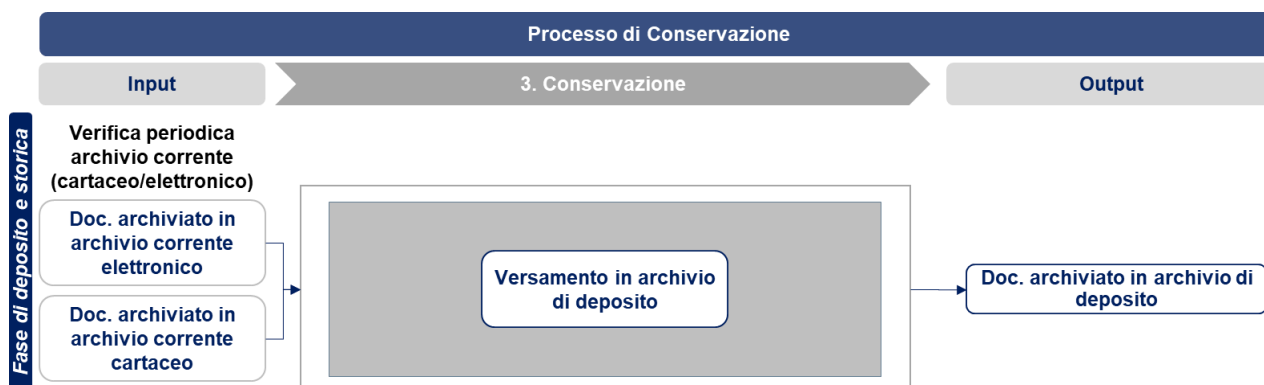 Processo di Conservazione
Input
3. Conservazione
Output
Fase di deposito e storica
Verifica periodica
archivio corrente
(cartaceo/elettronico)
Doc. archiviato in
archivio corrente
elettronico
Doc. archiviato in
archivio corrente
cartaceo
Versamento in archivio
di deposito
Doc. archiviato in archivio di
deposito